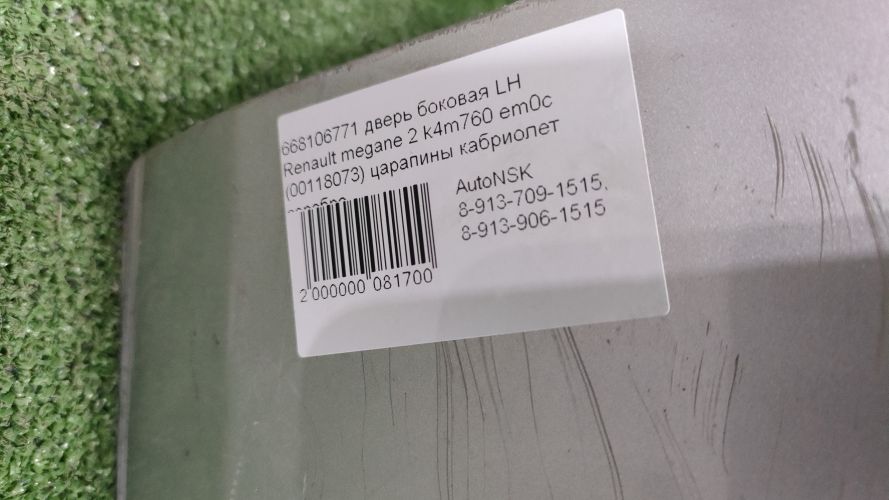 668106771 дверь боковая LH
Renault megane 2 k4m760 em0c
(00118073) царапины кабриолет
AutoNSK
8-913-709-1515,
8-913-906-1515
2 000000 081700